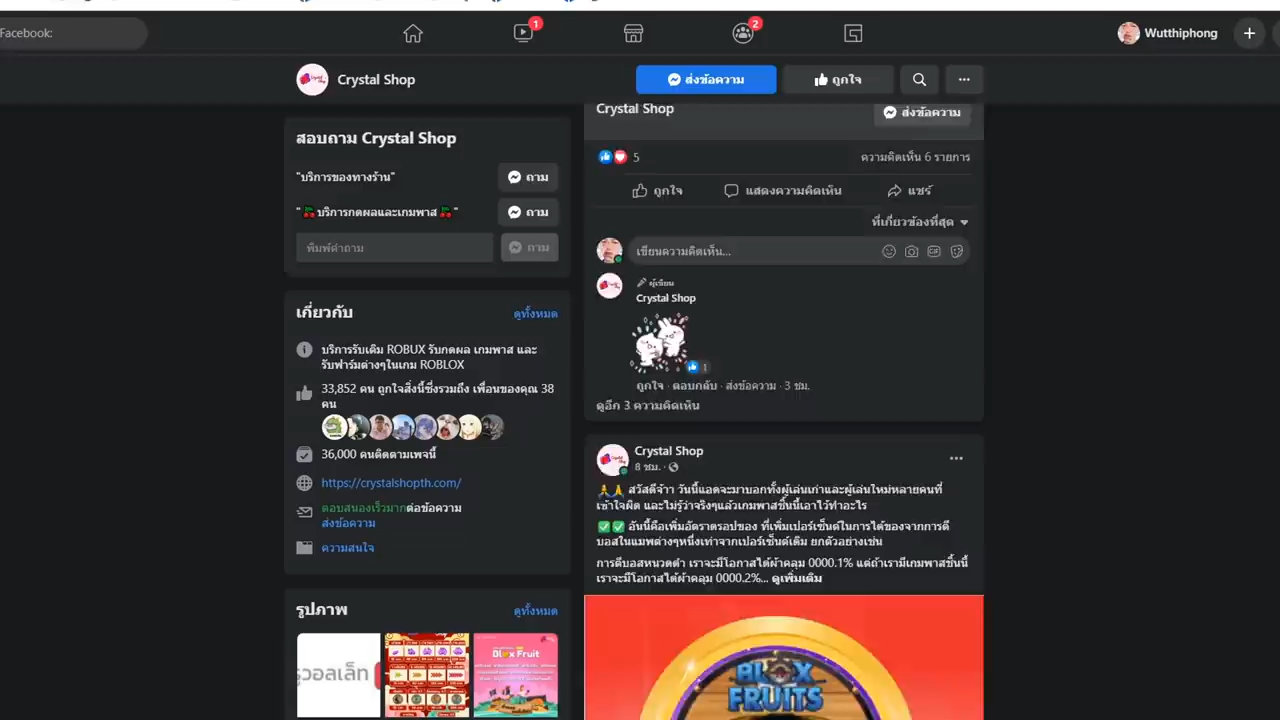 Facebook:
1
2
Wutthiphong
Crystal Shop
ส่งข้อความ
ถูกใจ
สอบถาม Crystal Shop
"บริการของทางร้าน"
ถาม
"🍒บริการกดผลและเกมพาส🍒"
ถาม
พิมพ์คำถาม
ถาม
เกี่ยวกับ
ดูทั้งหมด
บริการรับเติม ROBUX รับกดผล เกมพาส และ
รับฟาร์มต่างๆในเกม ROBLOX
33,852 คน ถูกใจสิ่งนี้ซึ่งรวมถึง เพื่อนของคุณ 38
คน
36,000 คนติดตามเพจนี้
https://crystalshopth.com/
ตอบสนองเร็วมากต่อข้อความ
ส่งข้อความ
ความสนใจ
รูปภาพ
ดูทั้งหมด
รูวอลเล็ท
Blox Fruit
Crystal Shop
ส่งข้อความ
5
ความคิดเห็น 6 รายการ
ถูกใจ
แสดงความคิดเห็น
แชร์
ที่เกี่ยวข้องที่สุด
เขียนความคิดเห็น...
ผู้เขียน
Crystal Shop
1
ถูกใจ · ตอบกลับ · ส่งข้อความ · 3 ชม.
ดูอีก 3 ความคิดเห็น
Crystal Shop
8 ชม.
🙏🙏 สวัสดีจ้าา วันนี้แอดจะมาบอกทั้งผู้เล่นเก่าและผู้เล่นใหม่หลายคนที่
เข้าใจผิด และไม่รู้ว่าจริงๆแล้วเกมพาสชิ้นนี้เอาไว้ทำอะไร
✅✅ อันนี้คือเพิ่มอัตราดรอปของ ที่เพิ่มเปอร์เซ็นต์ในการได้ของจากการตี
บอสในแมพต่างๆหนึ่งเท่าจากเปอร์เซ็นต์เดิม ยกตัวอย่างเช่น
การตีบอสหนวดดำ เราจะมีโอกาสได้ผ้าคลุม 0000.1% แต่ถ้าเรามีเกมพาสชิ้นนี้
เราจะมีโอกาสได้ผ้าคลุม 0000.2%... ดูเพิ่มเติม
BLOX
FRUITS